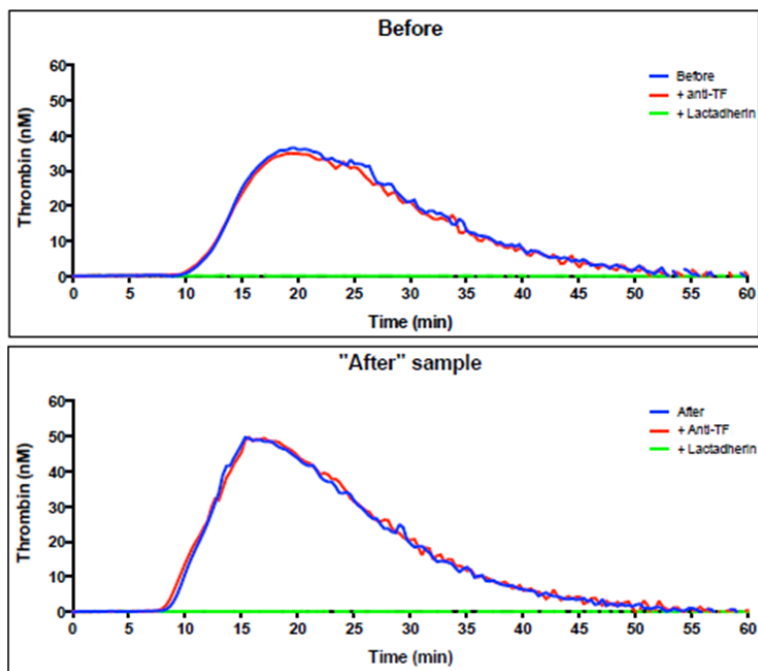 Before
60
50
40
30
20
10
0
Thrombin (nM)
Before
+ anti-TF
+ Lactadherin
0 5 10 15 20 25 30 35 40 45 50 55 60
Time (min)
"After" sample
60
50
40
30
20
10
0
Thrombin (nM)
After
+ Anti-TF
+ Lactadherin
0 5 10 15 20 25 30 35 40 45 50 55 60
Time (min)